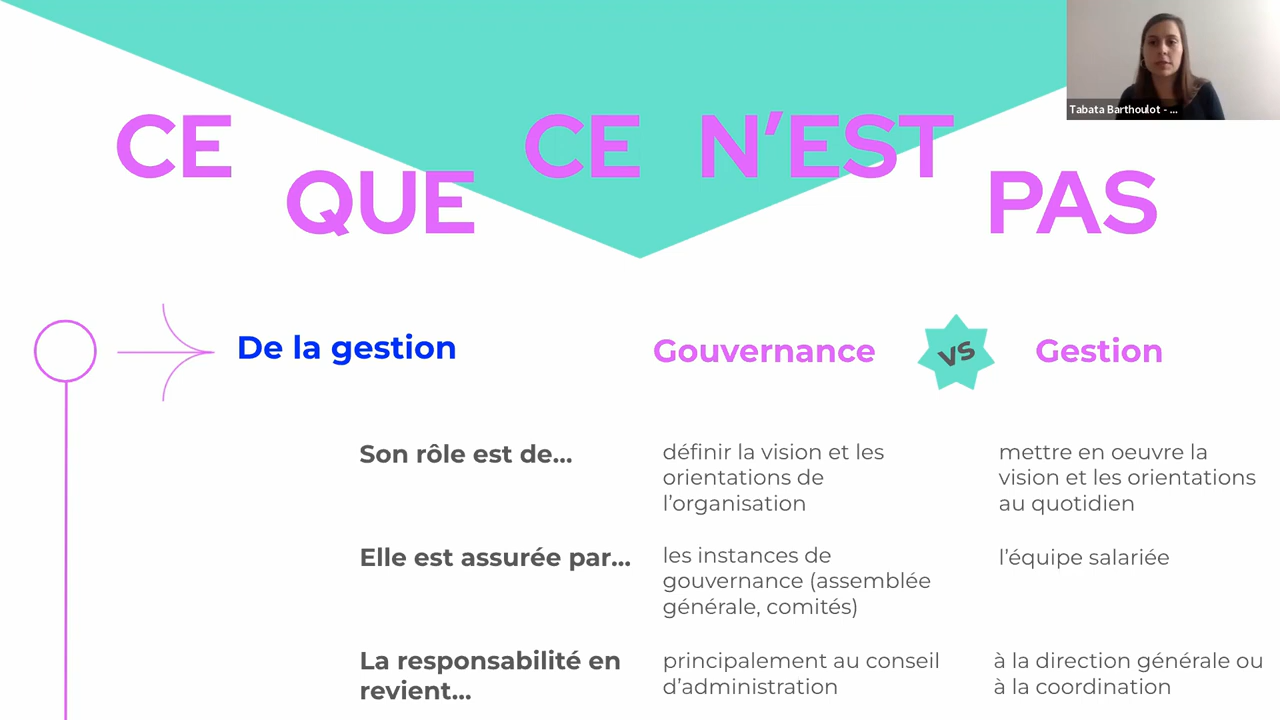 CE QUE CE N'EST PAS
Tabata Barthoulot - ...
De la gestion
Gouvernance
vs
Gestion
Son rôle est de...
définir la vision et les
orientations de
l'organisation
mettre en oeuvre la
vision et les orientations
au quotidien
Elle est assurée par...
les instances de
gouvernance (assemblée
générale, comités)
l'équipe salariée
La responsabilité en
revient...
principalement au conseil
d'administration
à la direction générale ou
à la coordination